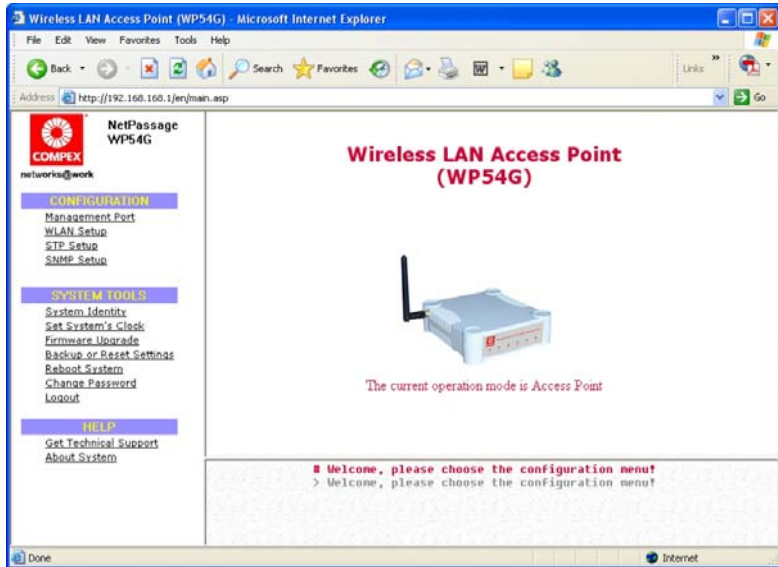 Wireless LAN Access Point (WP54G) - Microsoft Internet Explorer
File Edit View Favorites Tools Help
Back Search Favorites Links »
Address http://192.168.168.1/en/main.asp Go
COMPEX
networks@work
NetPassage
WP54G
CONFIGURATION
Management Port
WLAN Setup
STP Setup
SNMP Setup
SYSTEM TOOLS
System Identity
Set System's Clock
Firmware Upgrade
Backup or Reset Settings
Reboot System
Change Password
Logout
HELP
Get Technical Support
About System
Wireless LAN Access Point
(WP54G)
The current operation mode is Access Point
# Welcome, please choose the configuration menu!
> Welcome, please choose the configuration menu!
Done Internet